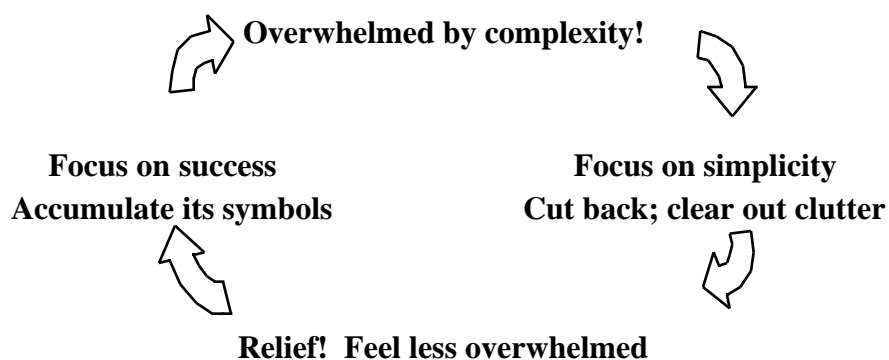 Overwhelmed by complexity!
Focus on success
Accumulate its symbols
Focus on simplicity
Cut back; clear out clutter
Relief!  Feel less overwhelmed